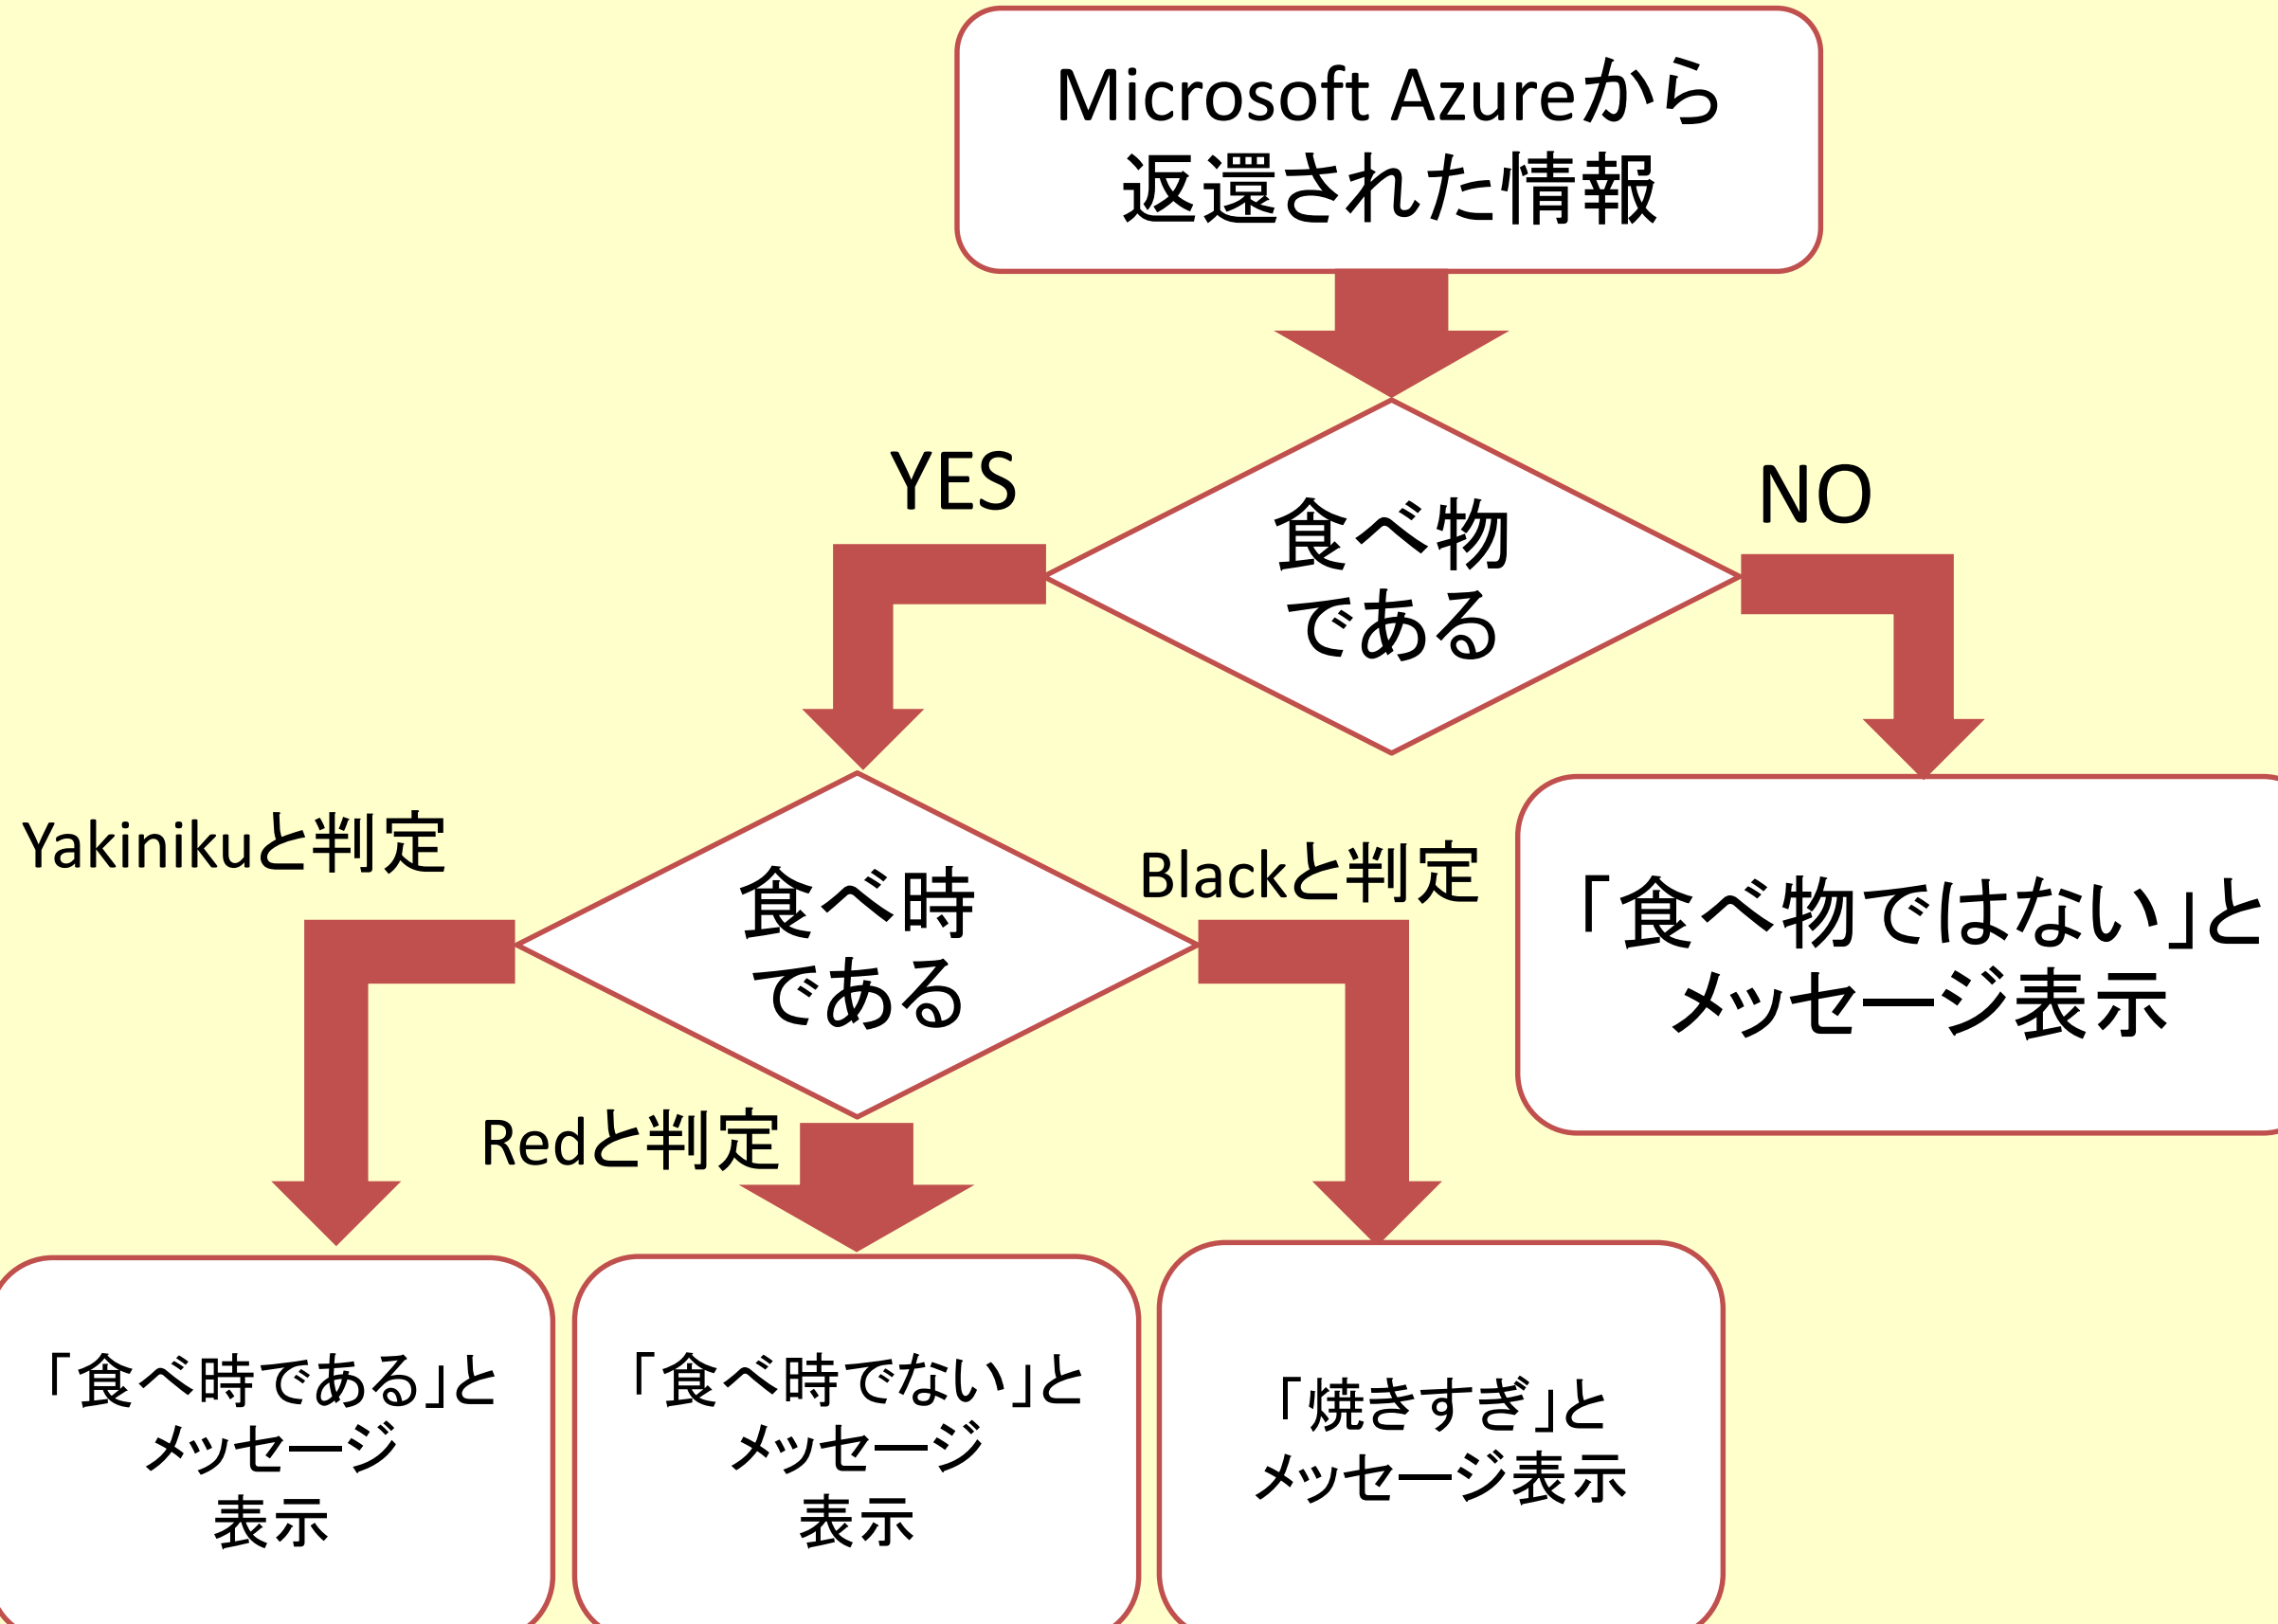 Microsoft Azureから
返還された情報
YES
NO
食べ物
である
Yakinikuと判定
食べ時
である
Blackと判定
「食べ物ではない」と
メッセージ表示
Redと判定
「食べ時である」と
メッセージ
表示
「食べ時でない」と
メッセージ
表示
「焼きすぎ」と
メッセージ表示